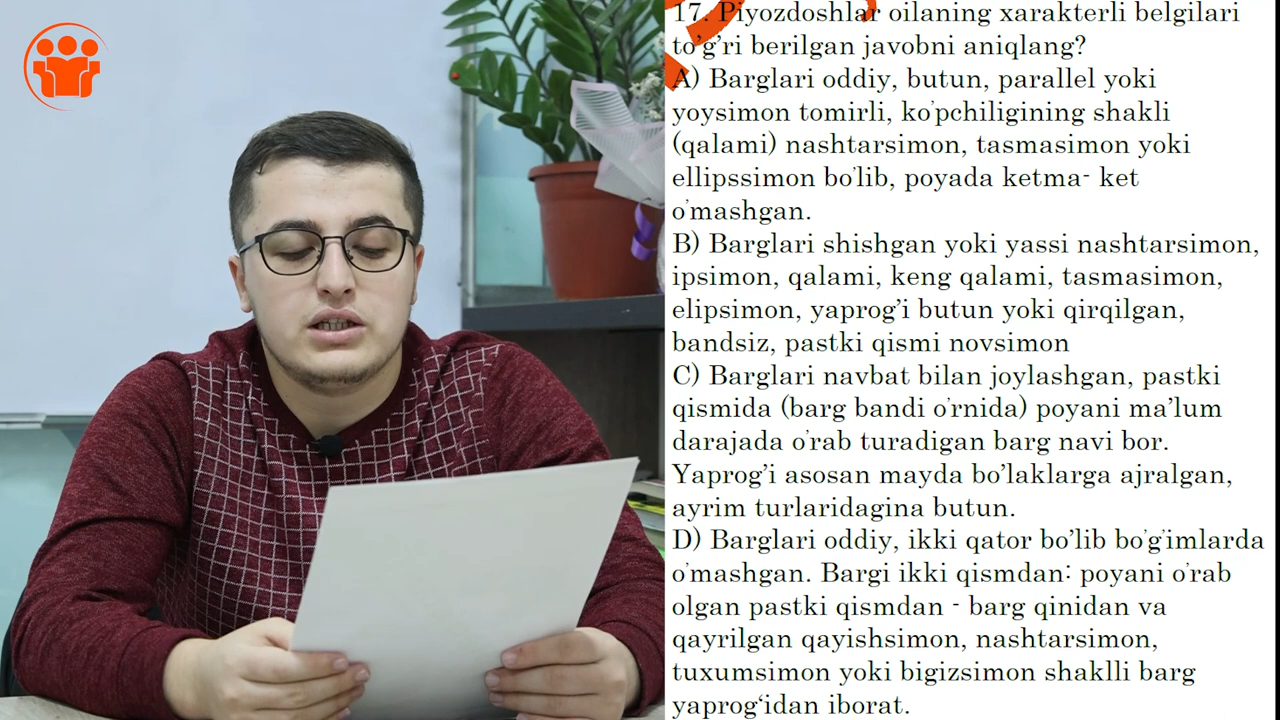 17. Piyozdoshlar oilaning xarakterli belgilari
to'g'ri berilgan javobni aniqlang?
A) Barglari oddiy, butun, parallel yoki
yoysimon tomirli, ko'pchiligining shakli
(qalami) nashtarsimon, tasmasimon yoki
ellipssimon bo'lib, poyada ketma- ket
o'rnashgan.
B) Barglari shishgan yoki yassi nashtarsimon,
ipsimon, qalami, keng qalami, tasmasimon,
elipsimon, yaprog'i butun yoki qirqilgan,
bandsiz, pastki qismi novsimon
C) Barglari navbat bilan joylashgan, pastki
qismida (barg bandi o'rnida) poyani ma'lum
darajada o'rab turadigan barg navi bor.
Yaprog'i asosan mayda bo'laklarga ajralgan,
ayrim turlaridagina butun.
D) Barglari oddiy, ikki qator bo'lib bo'g'imlarda
o'rnashgan. Bargi ikki qismdan: poyani o'rab
olgan pastki qismdan - barg qinidan va
qayrilgan qayishsimon, nashtarsimon,
tuxumsimon yoki bigizsimon shaklli barg
yaprog‘idan iborat.